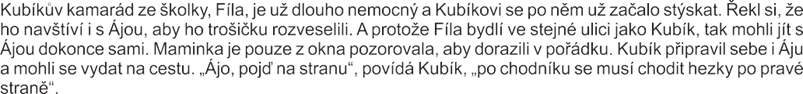 Kubíkův kamarád ze školky, Fíla, je už dlouho nemocný a Kubíkovi se po něm už začalo stýskat. Řekl si, že
ho navštíví i s Ájou, aby ho trošičku rozveselili. A protože Fíla bydlí ve stejné ulici jako Kubík, tak mohli jít s
Ájou dokonce sami. Maminka je pouze z okna pozorovala, aby dorazili v pořádku. Kubík připravil sebe i Áju
a mohli se vydat na cestu. „Ájo, pojď na stranu“, povídá Kubík, „po chodníku se musí chodit hezky po pravé
straně“.